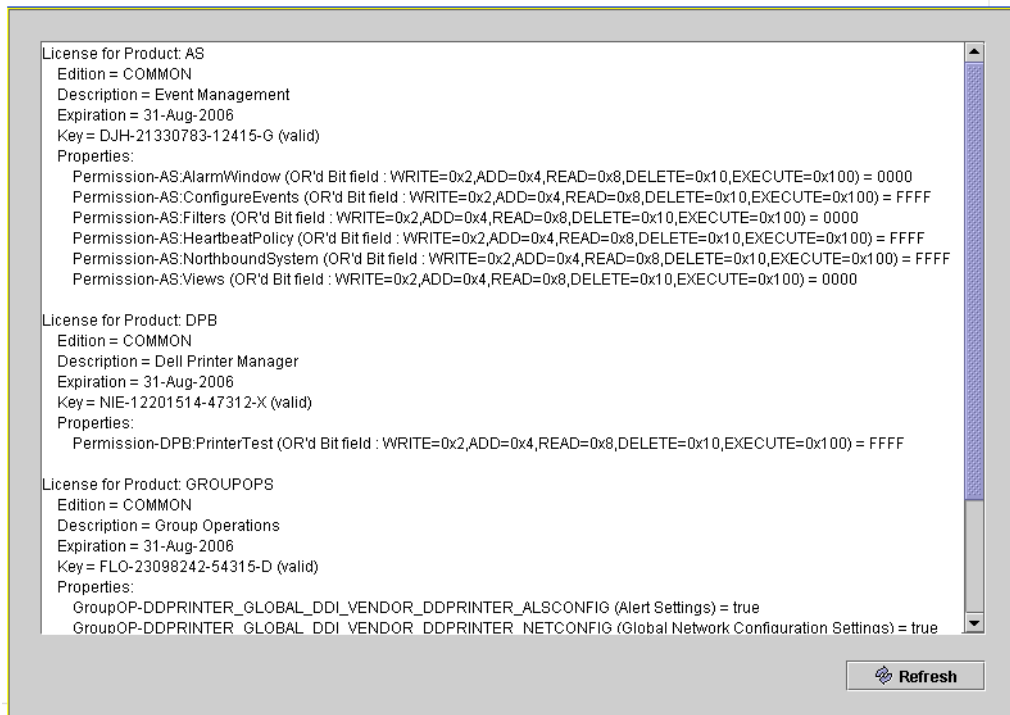 License for Product: AS
Edition = COMMON
Description = Event Management
Expiration = 31-Aug-2006
Key = DJH-21330783-12415-G (valid)
Properties:
Permission-AS:AlarmWindow (OR'd Bit field : WRITE=0x2,ADD=0x4,READ=0x8,DELETE=0x10,EXECUTE=0x100) = 0000
Permission-AS:ConfigureEvents (OR'd Bit field : WRITE=0x2,ADD=0x4,READ=0x8,DELETE=0x10,EXECUTE=0x100) = FFFF
Permission-AS:Filters (OR'd Bit field : WRITE=0x2,ADD=0x4,READ=0x8,DELETE=0x10,EXECUTE=0x100) = 0000
Permission-AS:HeartbeatPolicy (OR'd Bit field : WRITE=0x2,ADD=0x4,READ=0x8,DELETE=0x10,EXECUTE=0x100) = FFFF
Permission-AS:NorthboundSystem (OR'd Bit field : WRITE=0x2,ADD=0x4,READ=0x8,DELETE=0x10,EXECUTE=0x100) = FFFF
Permission-AS:Views (OR'd Bit field : WRITE=0x2,ADD=0x4,READ=0x8,DELETE=0x10,EXECUTE=0x100) = 0000
License for Product: DPB
Edition = COMMON
Description = Dell Printer Manager
Expiration = 31-Aug-2006
Key = NIE-12201514-47312-X (valid)
Properties:
Permission-DPB:PrinterTest (OR'd Bit field : WRITE=0x2,ADD=0x4,READ=0x8,DELETE=0x10,EXECUTE=0x100) = FFFF
License for Product: GROUPOPS
Edition = COMMON
Description = Group Operations
Expiration = 31-Aug-2006
Key = FLO-23098242-54315-D (valid)
Properties:
GroupOP-DDPRINTER_GLOBAL_DDI_VENDOR_DDPRINTER_ALSCONFIG (Alert Settings) = true
GroupOP-DDPRINTER_GLOBAL_DDI_VENDOR_DDPRINTER_NETCONFIG (Global Network Configuration Settings) = true
Refresh